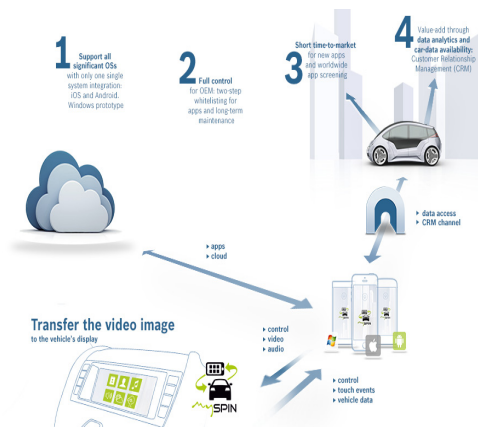 1 Support all
significant OSs
with only one single
system integration:
iOS and Android.
Windows prototype
2 Full control
for OEM: two-step
whitelisting for
apps and long-term
maintenance
3 Short time-to-market
for new apps
and worldwide
app screening
4 Value-add through
data analytics and
car-data availability:
Customer Relationship
Management (CRM)
data access
CRM channel
apps
cloud
Transfer the video image
to the vehicle's display
control
video
audio
control
touch events
vehicle data
mySPIN